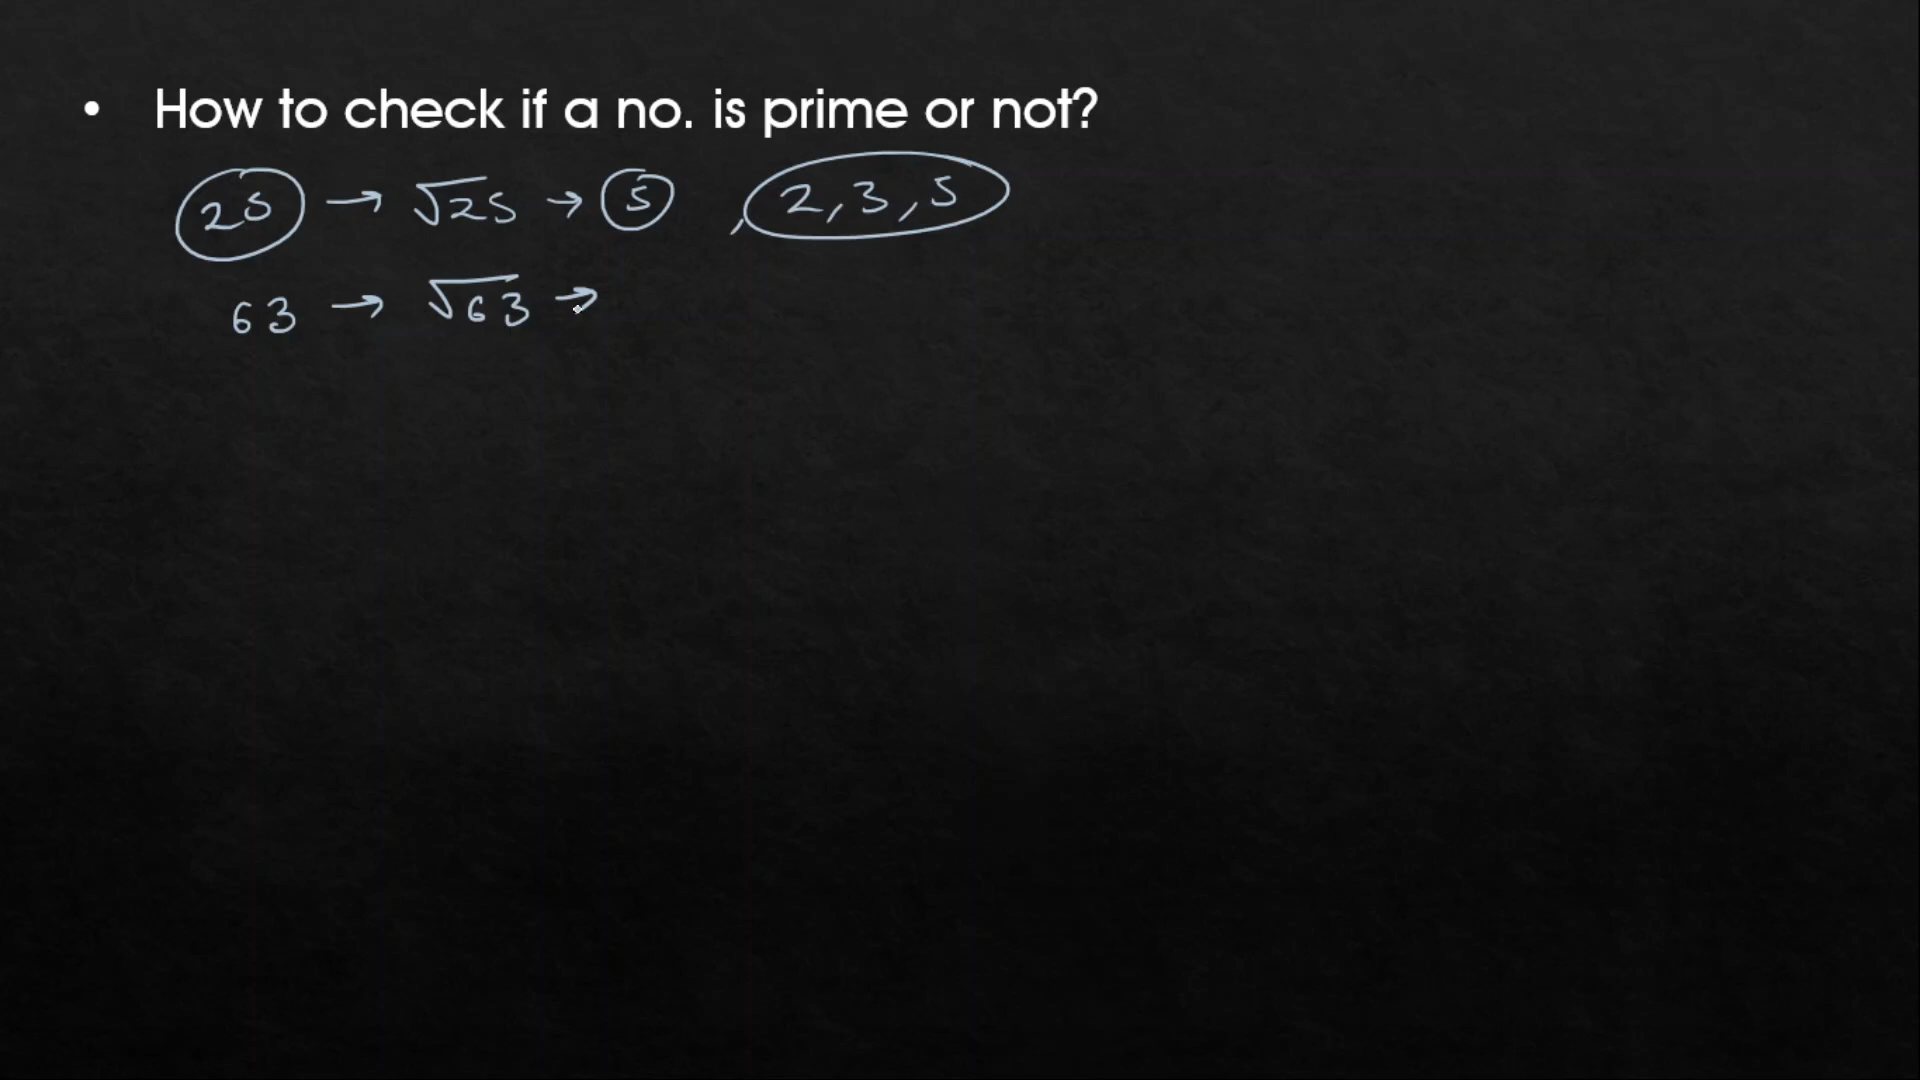 • How to check if a no. is prime or not?
25 → √25 → 5 , 2, 3, 5
63 → √63 →